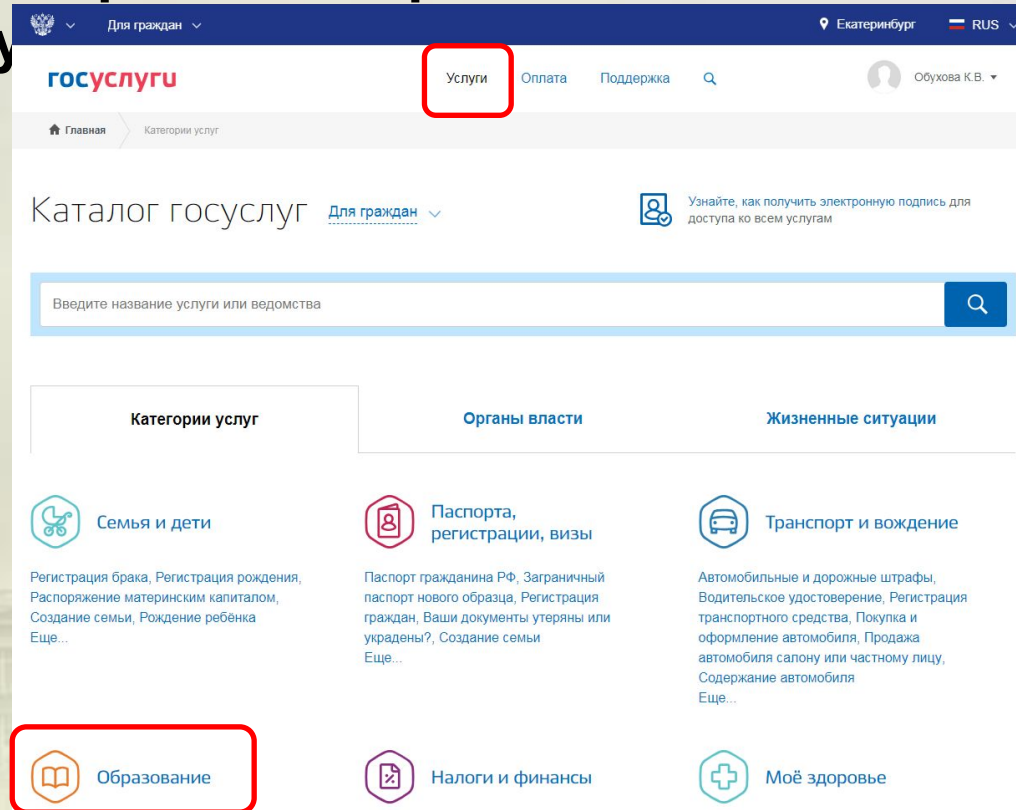 Для граждан
Екатеринбург
RUS
госуслуги
Услуги
Оплата
Поддержка
Обухова К.В.
Главная
Категории услуг
Каталог госуслуг
Для граждан
Узнайте, как получить электронную подпись для
доступа ко всем услугам
Введите название услуги или ведомства
Категории услуг
Органы власти
Жизненные ситуации
Семья и дети
Регистрация брака, Регистрация рождения,
Распоряжение материнским капиталом,
Создание семьи, Рождение ребёнка
Еще...
Паспорта,
регистрации, визы
Паспорт гражданина РФ, Заграничный
паспорт нового образца, Регистрация
граждан, Ваши документы утеряны или
украдены?, Создание семьи
Еще...
Транспорт и вождение
Автомобильные и дорожные штрафы,
Водительское удостоверение, Регистрация
транспортного средства, Покупка и
оформление автомобиля, Продажа
автомобиля салону или частному лицу,
Содержание автомобиля
Еще...
Образование
Налоги и финансы
Моё здоровье